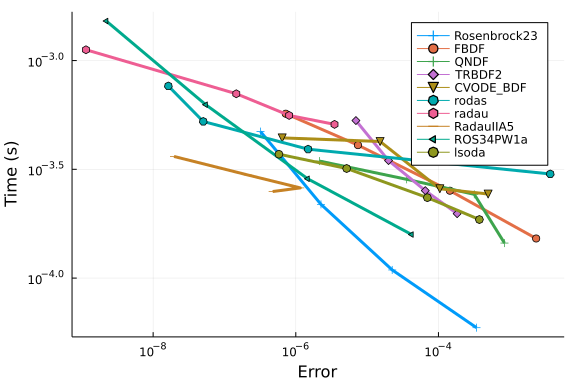 Rosenbrock23
FBDF
QNDF
TRBDF2
CVODE_BDF
rodas
radau
RadauIIA5
ROS34PW1a
lsoda
Time (s)
10^-3.0
10^-3.5
10^-4.0
10^-8
10^-6
10^-4
Error